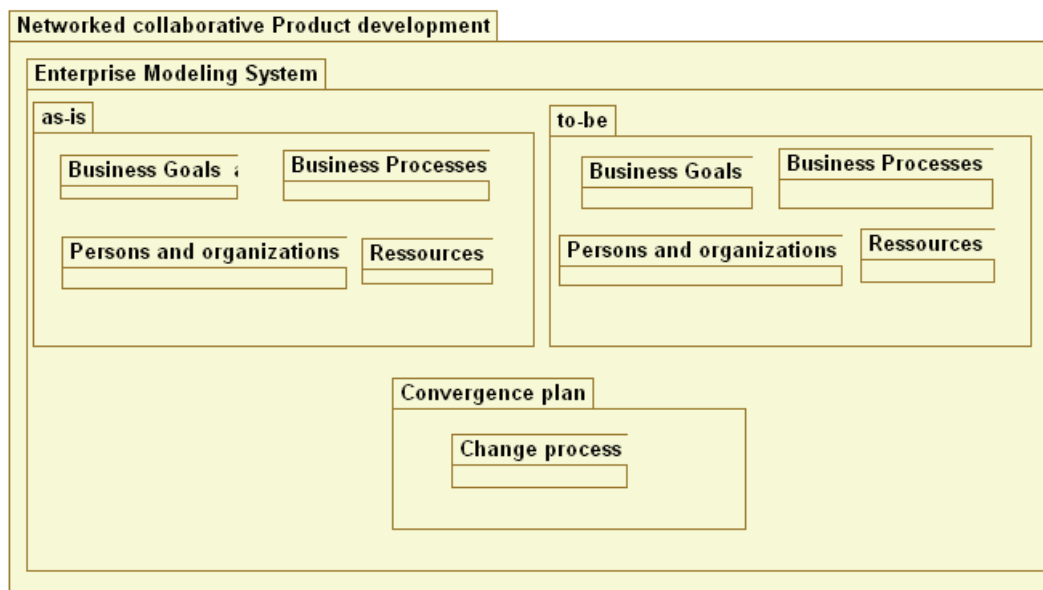 Networked collaborative Product development
Enterprise Modeling System
as-is
to-be
Business Goals
Business Processes
Business Goals
Business Processes
Persons and organizations
Ressources
Persons and organizations
Ressources
Convergence plan
Change process